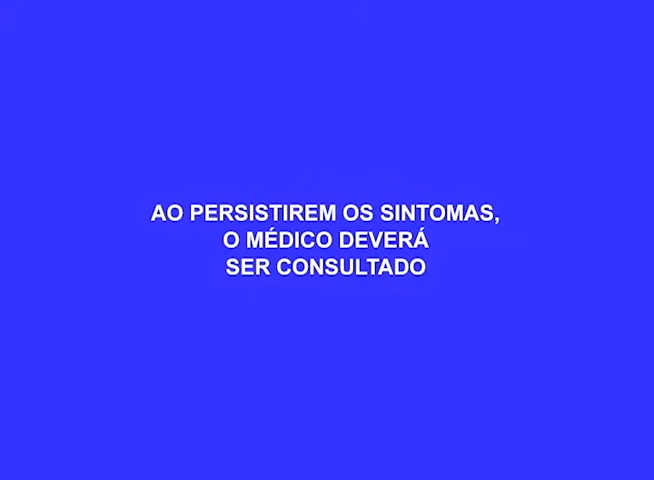 AO PERSISTIREM OS SINTOMAS,
O MÉDICO DEVERÁ
SER CONSULTADO